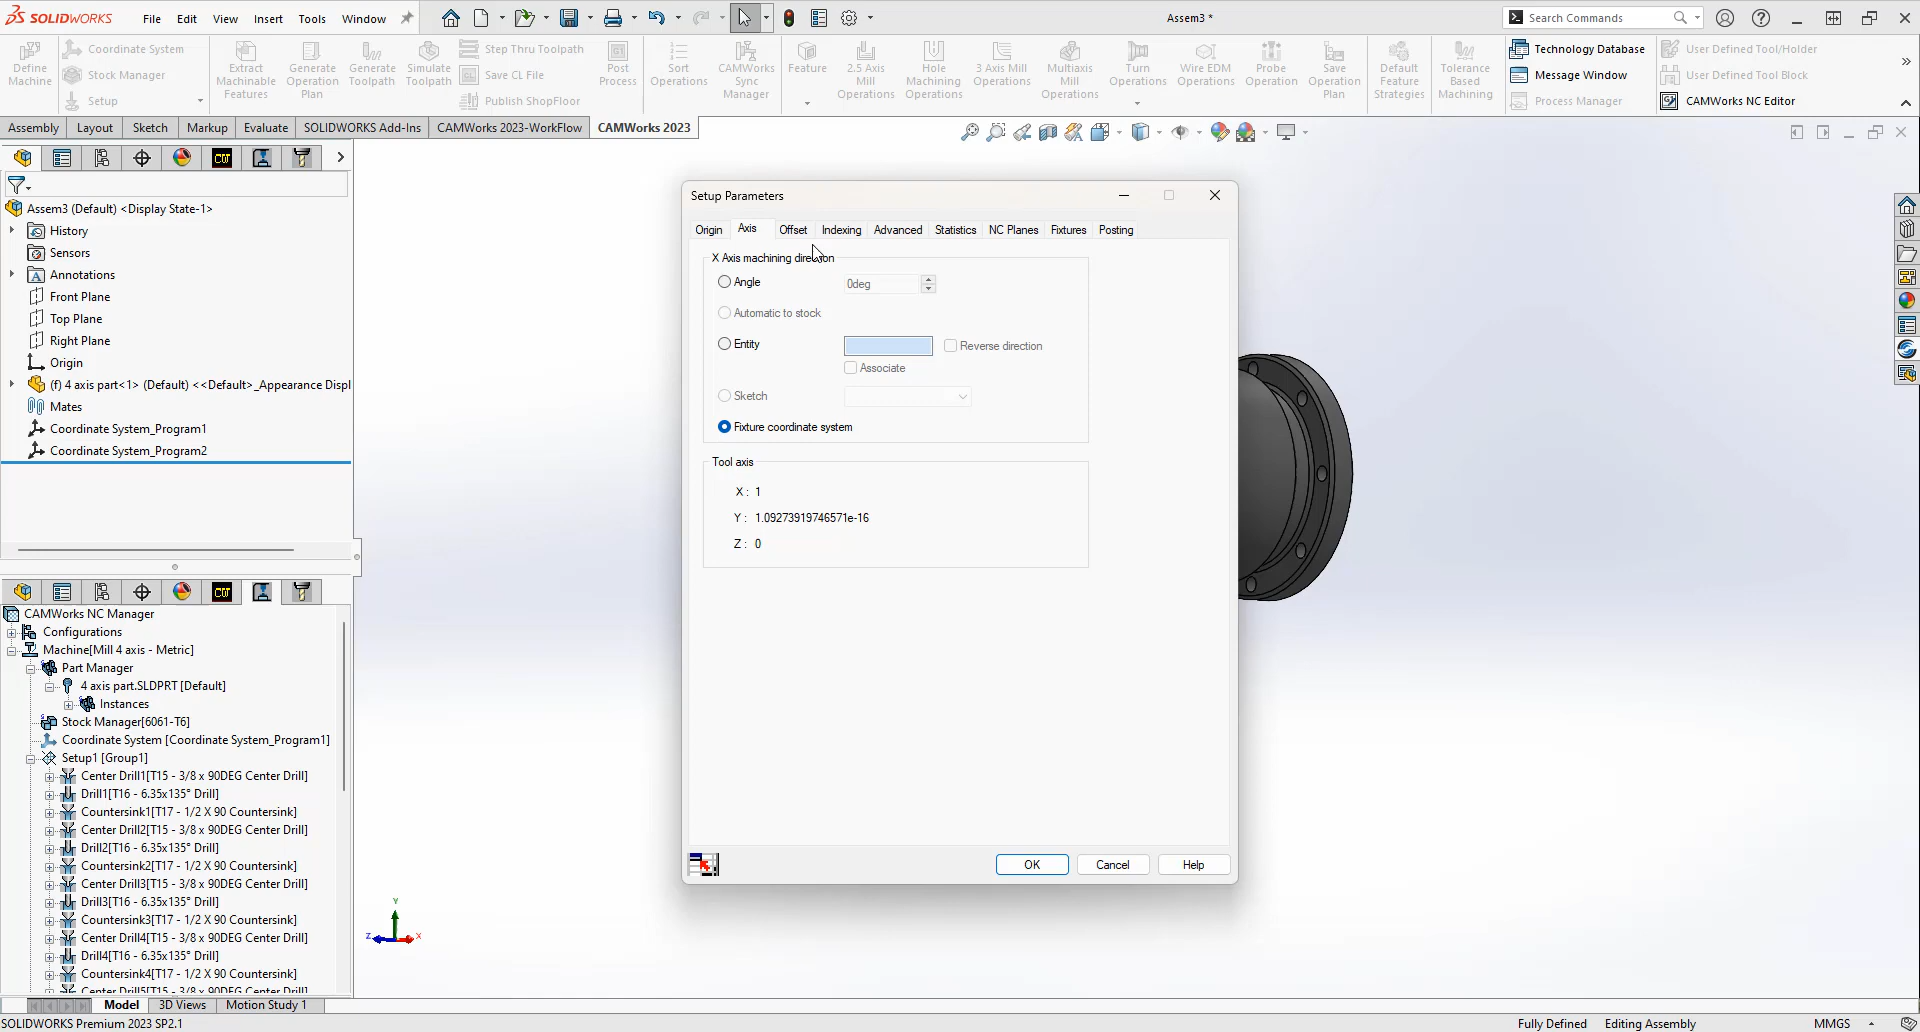 SOLIDWORKS File Edit View Insert Tools Window Assem3 * Search Commands
Define Machine Coordinate System Stock Manager Setup
Extract Machinable Features
Generate Operation Plan
Generate Toolpath
Simulate Toolpath
Step Thru Toolpath
Save CL File
Publish ShopFloor
Post Process
Sort Operations
CAMWorks Sync Manager
Feature
2.5 Axis Mill Operations
Hole Machining Operations
3 Axis Mill Operations
Multiaxis Mill Operations
Turn Operations
Wire EDM Operations
Probe Operation
Save Operation Plan
Default Feature Strategies
Tolerance Based Machining
Technology Database
Message Window
Process Manager
User Defined Tool/Holder
User Defined Tool Block
CAMWorks NC Editor
Assembly Layout Sketch Markup Evaluate SOLIDWORKS Add-Ins CAMWorks 2023-WorkFlow CAMWorks 2023
Assem3 (Default) <Display State-1>
History
Sensors
Annotations
Front Plane
Top Plane
Right Plane
Origin
(f) 4 axis part<1> (Default) <<Default>_Appearance Displ
Mates
Coordinate System_Program1
Coordinate System_Program2
CAMWorks NC Manager
Configurations
Machine[Mill 4 axis - Metric]
Part Manager
4 axis part.SLDPRT [Default]
Instances
Stock Manager[6061-T6]
Coordinate System [Coordinate System_Program1]
Setup1 [Group1]
Center Drill1[T15 - 3/8 x 90DEG Center Drill]
Drill1[T16 - 6.35x135° Drill]
Countersink1[T17 - 1/2 X 90 Countersink]
Center Drill2[T15 - 3/8 x 90DEG Center Drill]
Drill2[T16 - 6.35x135° Drill]
Countersink2[T17 - 1/2 X 90 Countersink]
Center Drill3[T15 - 3/8 x 90DEG Center Drill]
Drill3[T16 - 6.35x135° Drill]
Countersink3[T17 - 1/2 X 90 Countersink]
Center Drill4[T15 - 3/8 x 90DEG Center Drill]
Drill4[T16 - 6.35x135° Drill]
Countersink4[T17 - 1/2 X 90 Countersink]
Center Drill5[T15 - 3/8 x 90DEG Center Drill]
Setup Parameters
Origin Axis Offset Indexing Advanced Statistics NC Planes Fixtures Posting
X Axis machining direction
Angle 0deg
Automatic to stock
Entity Reverse direction
Associate
Sketch
Fixture coordinate system
Tool axis
X : 1
Y : 1.09273919746571e-16
Z : 0
OK Cancel Help
Y
Z X
Model 3D Views Motion Study 1
SOLIDWORKS Premium 2023 SP2.1 Fully Defined Editing Assembly MMGS